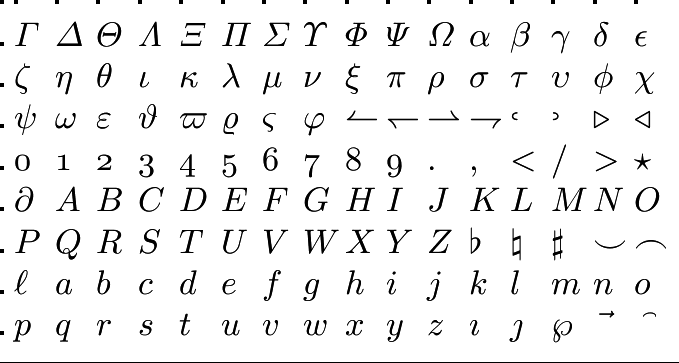 Γ Δ Θ Λ Ξ Π Σ Υ Φ Ψ Ω α β γ δ ϵ
ζ η θ ι κ λ μ ν ξ π ρ σ τ υ ϕ χ
ψ ω ε ϑ ϖ ϱ ς φ ↼ ↽ ⇀ ⇁ ʿ ʾ ▹ ◃
0 1 2 3 4 5 6 7 8 9 . , < / > ⋆
∂ A B C D E F G H I J K L M N O
P Q R S T U V W X Y Z ♭ ♮ ♯ ⌣ ⌢
ℓ a b c d e f g h i j k l m n o
p q r s t u v w x y z ı ȷ ℘ ⃗ ̑